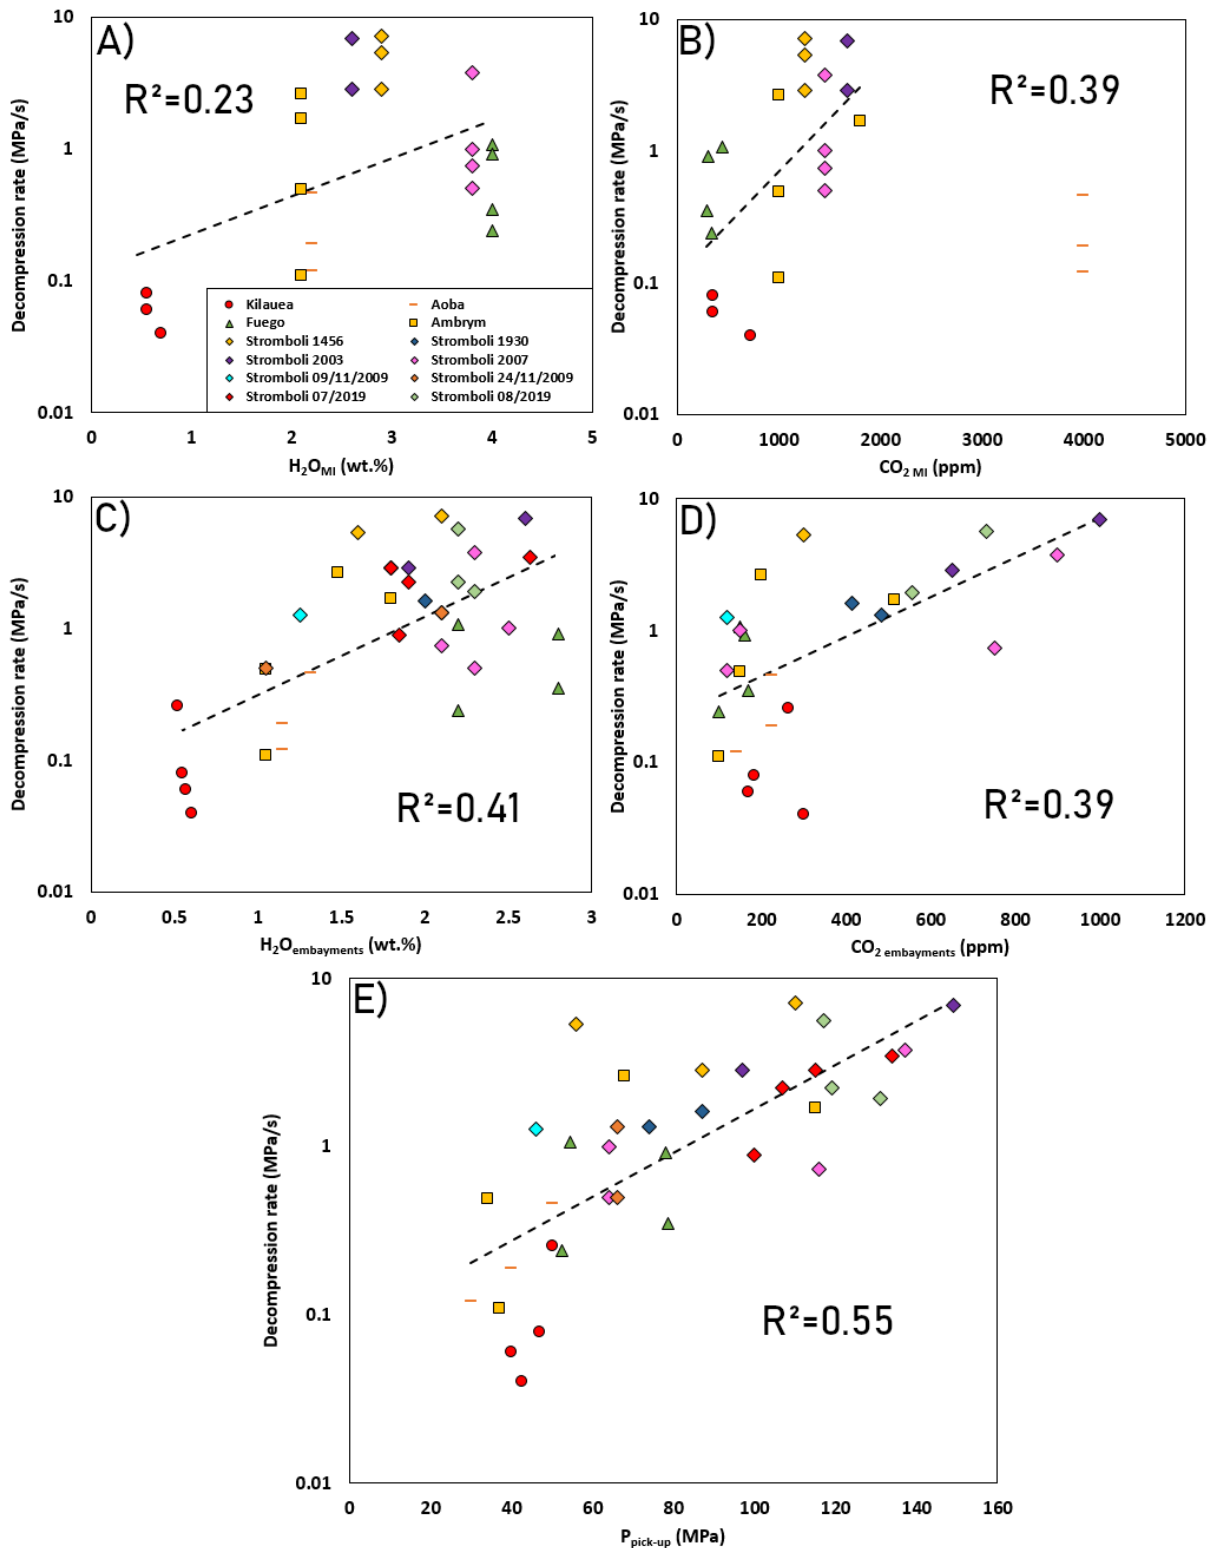 A)
R²=0.23
Decompression rate (MPa/s)
10
1
0.1
0.01
Kilauea
Aoba
Fuego
Ambrym
Stromboli 1456
Stromboli 1930
Stromboli 2003
Stromboli 2007
Stromboli 09/11/2009
Stromboli 24/11/2009
Stromboli 07/2019
Stromboli 08/2019
0 1 2 3 4 5
H₂O MI (wt.%)
B)
R²=0.39
Decompression rate (MPa/s)
10
1
0.1
0.01
0 1000 2000 3000 4000 5000
CO₂ MI (ppm)
C)
R²=0.41
Decompression rate (MPa/s)
10
1
0.1
0.01
0 0.5 1 1.5 2 2.5 3
H₂O embayments (wt.%)
D)
R²=0.39
Decompression rate (MPa/s)
10
1
0.1
0.01
0 200 400 600 800 1000 1200
CO₂ embayments (ppm)
E)
R²=0.55
Decompression rate (MPa/s)
10
1
0.1
0.01
0 20 40 60 80 100 120 140 160
P pick-up (MPa)